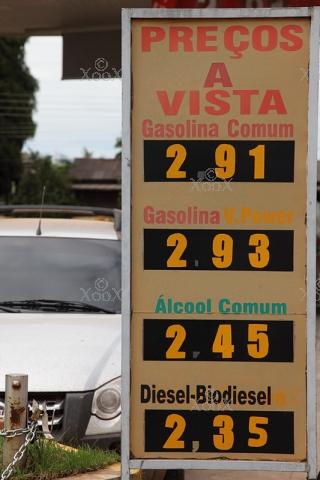 PREÇOS
A
VISTA
Gasolina Comum
2,91
Gasolina V.Power
2,93
Álcool Comum
2,45
Diesel-Biodiesel
2,35